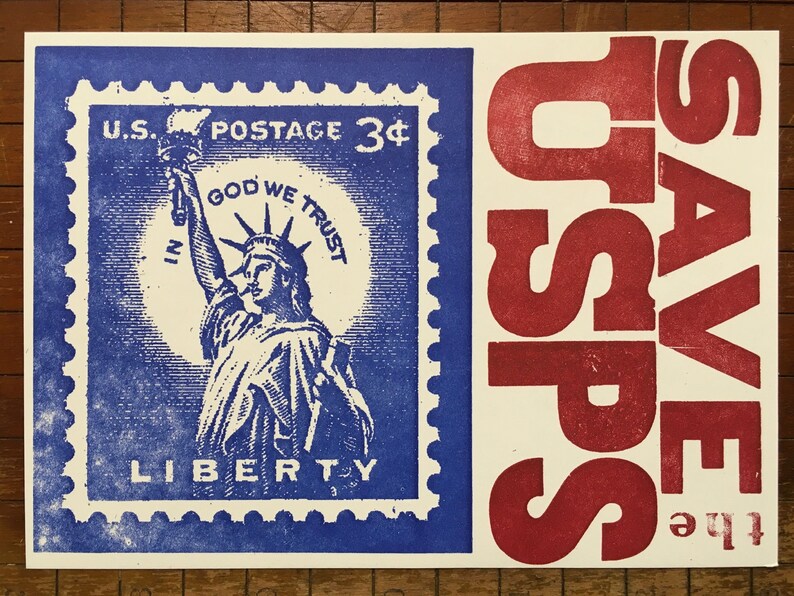 U.S. POSTAGE 3¢
IN GOD WE TRUST
LIBERTY
SAVE the
USPS